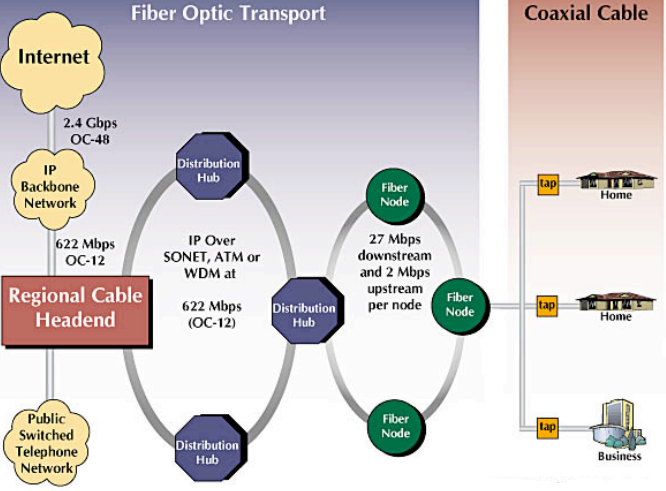 Fiber Optic Transport
Coaxial Cable
Internet
2.4 Gbps
OC-48
IP
Backbone
Network
622 Mbps
OC-12
Regional Cable
Headend
Public
Switched
Telephone
Network
Distribution
Hub
IP Over
SONET, ATM or
WDM at
622 Mbps
(OC-12)
Distribution
Hub
Distribution
Hub
Fiber
Node
27 Mbps
downstream
and 2 Mbps
upstream
per node
Fiber
Node
Fiber
Node
tap
Home
tap
Home
tap
Business